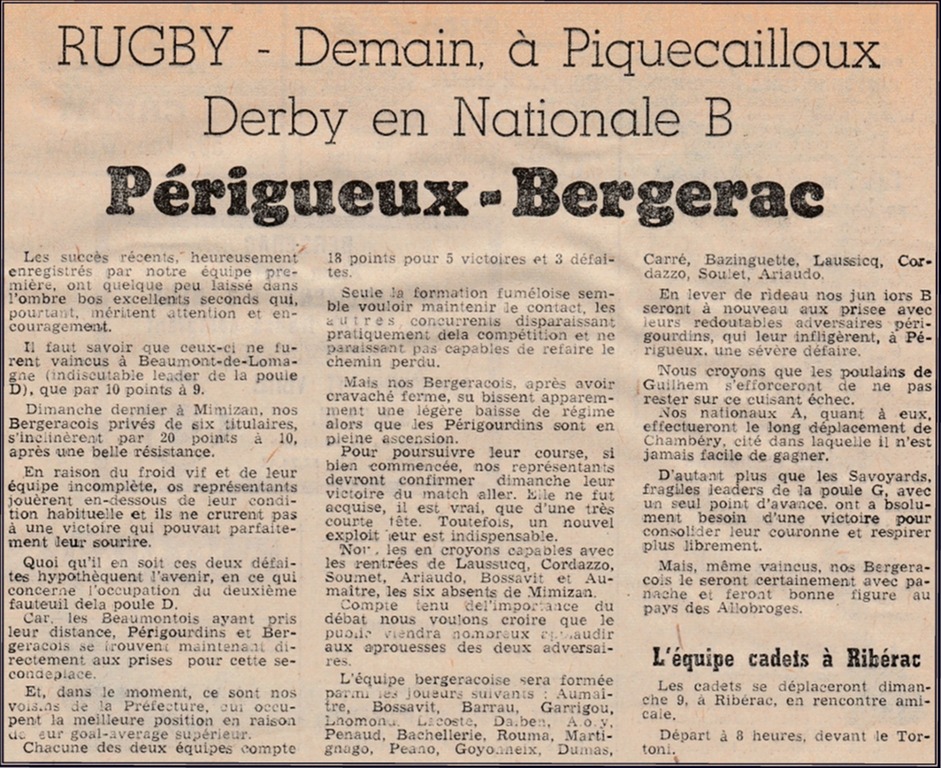 RUGBY - Demain, à Piquecailloux
Derby en Nationale B
Périgueux - Bergerac
Les succès récents, heureusement
enregistrés par notre équipe pre-
mière, ont quelque peu laissé dans
l'ombre bos excellents seconds qui,
pourtant, méritent attention et en-
couragement.
Il faut savoir que ceux-ci ne fu-
rent vaincus à Beaumont-de-Loma-
gne (indiscutable leader de la poule
D), que par 10 points à 9.
Dimanche dernier à Mimizan, nos
Bergeracois privés de six titulaires,
s'inclinèrent par 20 points à 10,
après une belle résistance.
En raison du froid vif et de leur
équipe incomplète, os représentants
jouèrent en-dessous de leur condi-
tion habituelle et ils ne crurent pas
à une victoire qui pouvait parfaite-
ment leur sourire.
Quoi qu'il en soit ces deux défai-
tes hypothèquent l'avenir, en ce qui
concerne l'occupation du deuxième
fauteuil dela poule D.
Car, les Beaumontois ayant pris
leur distance, Périgourdins et Ber-
geracois se trouvent maintenant di-
rectement aux prises pour cette se-
condeplace.
Et, dans le moment, ce sont nos
voisins de la Préfecture, qui occu-
pent la meilleure position en raison
de eur goal-average supérieur.
Chacune des deux équipes compte
18 points pour 5 victoires et 3 défai-
tes.
Seule la formation fuméloise sem-
ble vouloir maintenir le contact, les
autres concurrents disparaissant
pratiquement dela compétition et ne
paraissant pas capables de refaire le
chemin perdu.
Mais nos Bergeracois, après avoir
cravaché ferme, su bissent apparem-
ment une légère baisse de régime
alors que les Périgourdins sont en
pleine ascension.
Pour poursuivre leur course, si
bien commencée, nos représentants
devront confirmer dimanche leur
victoire du match aller. Elle ne fut
acquise, il est vrai, que d'une très
courte tête. Toutefois, un nouvel
exploit leur est indispensable.
les en croyons capables avec
les rentrées de Laussucq, Cordazzo,
Soumet, Ariaudo, Bossavit et Au-
maître, les six absents de Mimizan.
Compte tenu del'importance du
débat nous voulons croire que le
public viendra nombreux applaudir
aux aprouesses des deux adversai-
res.
L'équipe bergeracoise sera formée
parmi les joueurs suivants : Aumaî-
tre, Bossavit, Barrau, Garrigou,
Lhomond, Lacoste,
Penaud, Bachellerie, Rouma, Marti-
gnago, Peano, Goyonneix, Dumas,
Carré, Bazinguette, Laussicq, Cor-
dazzo, Soulet, Ariaudo.
En lever de rideau nos jun iors B
seront à nouveau aux prisce avec
leurs redoutables adversaires péri-
gourdins, qui leur infligèrent, à Pé-
rigueux, une sévère défaire.
Nous croyons que les poulains de
Guilhem s'efforceront de ne pas
rester sur ce cuisant échec.
Nos nationaux A, quant à eux,
effectueront le long déplacement de
Chambéry, cité dans laquelle il n'est
jamais facile de gagner.
D'autant plus que les Savoyards,
fragiles leaders de la poule G, avec
un seul point d'avance, ont a bsolu-
ment besoin d'une victoire pour
consolider leur couronne et respirer
plus librement.
Mais, même vaincus, nos Bergera-
cois le seront certainement avec pa-
nache et feront bonne figure au
pays des Allobroges.
L'équipe cadets à Ribérac
Les cadets se déplaceront diman-
che 9, à Ribérac, en rencontre ami-
cale.
Départ à 8 heures, devant le Tor-
toni.